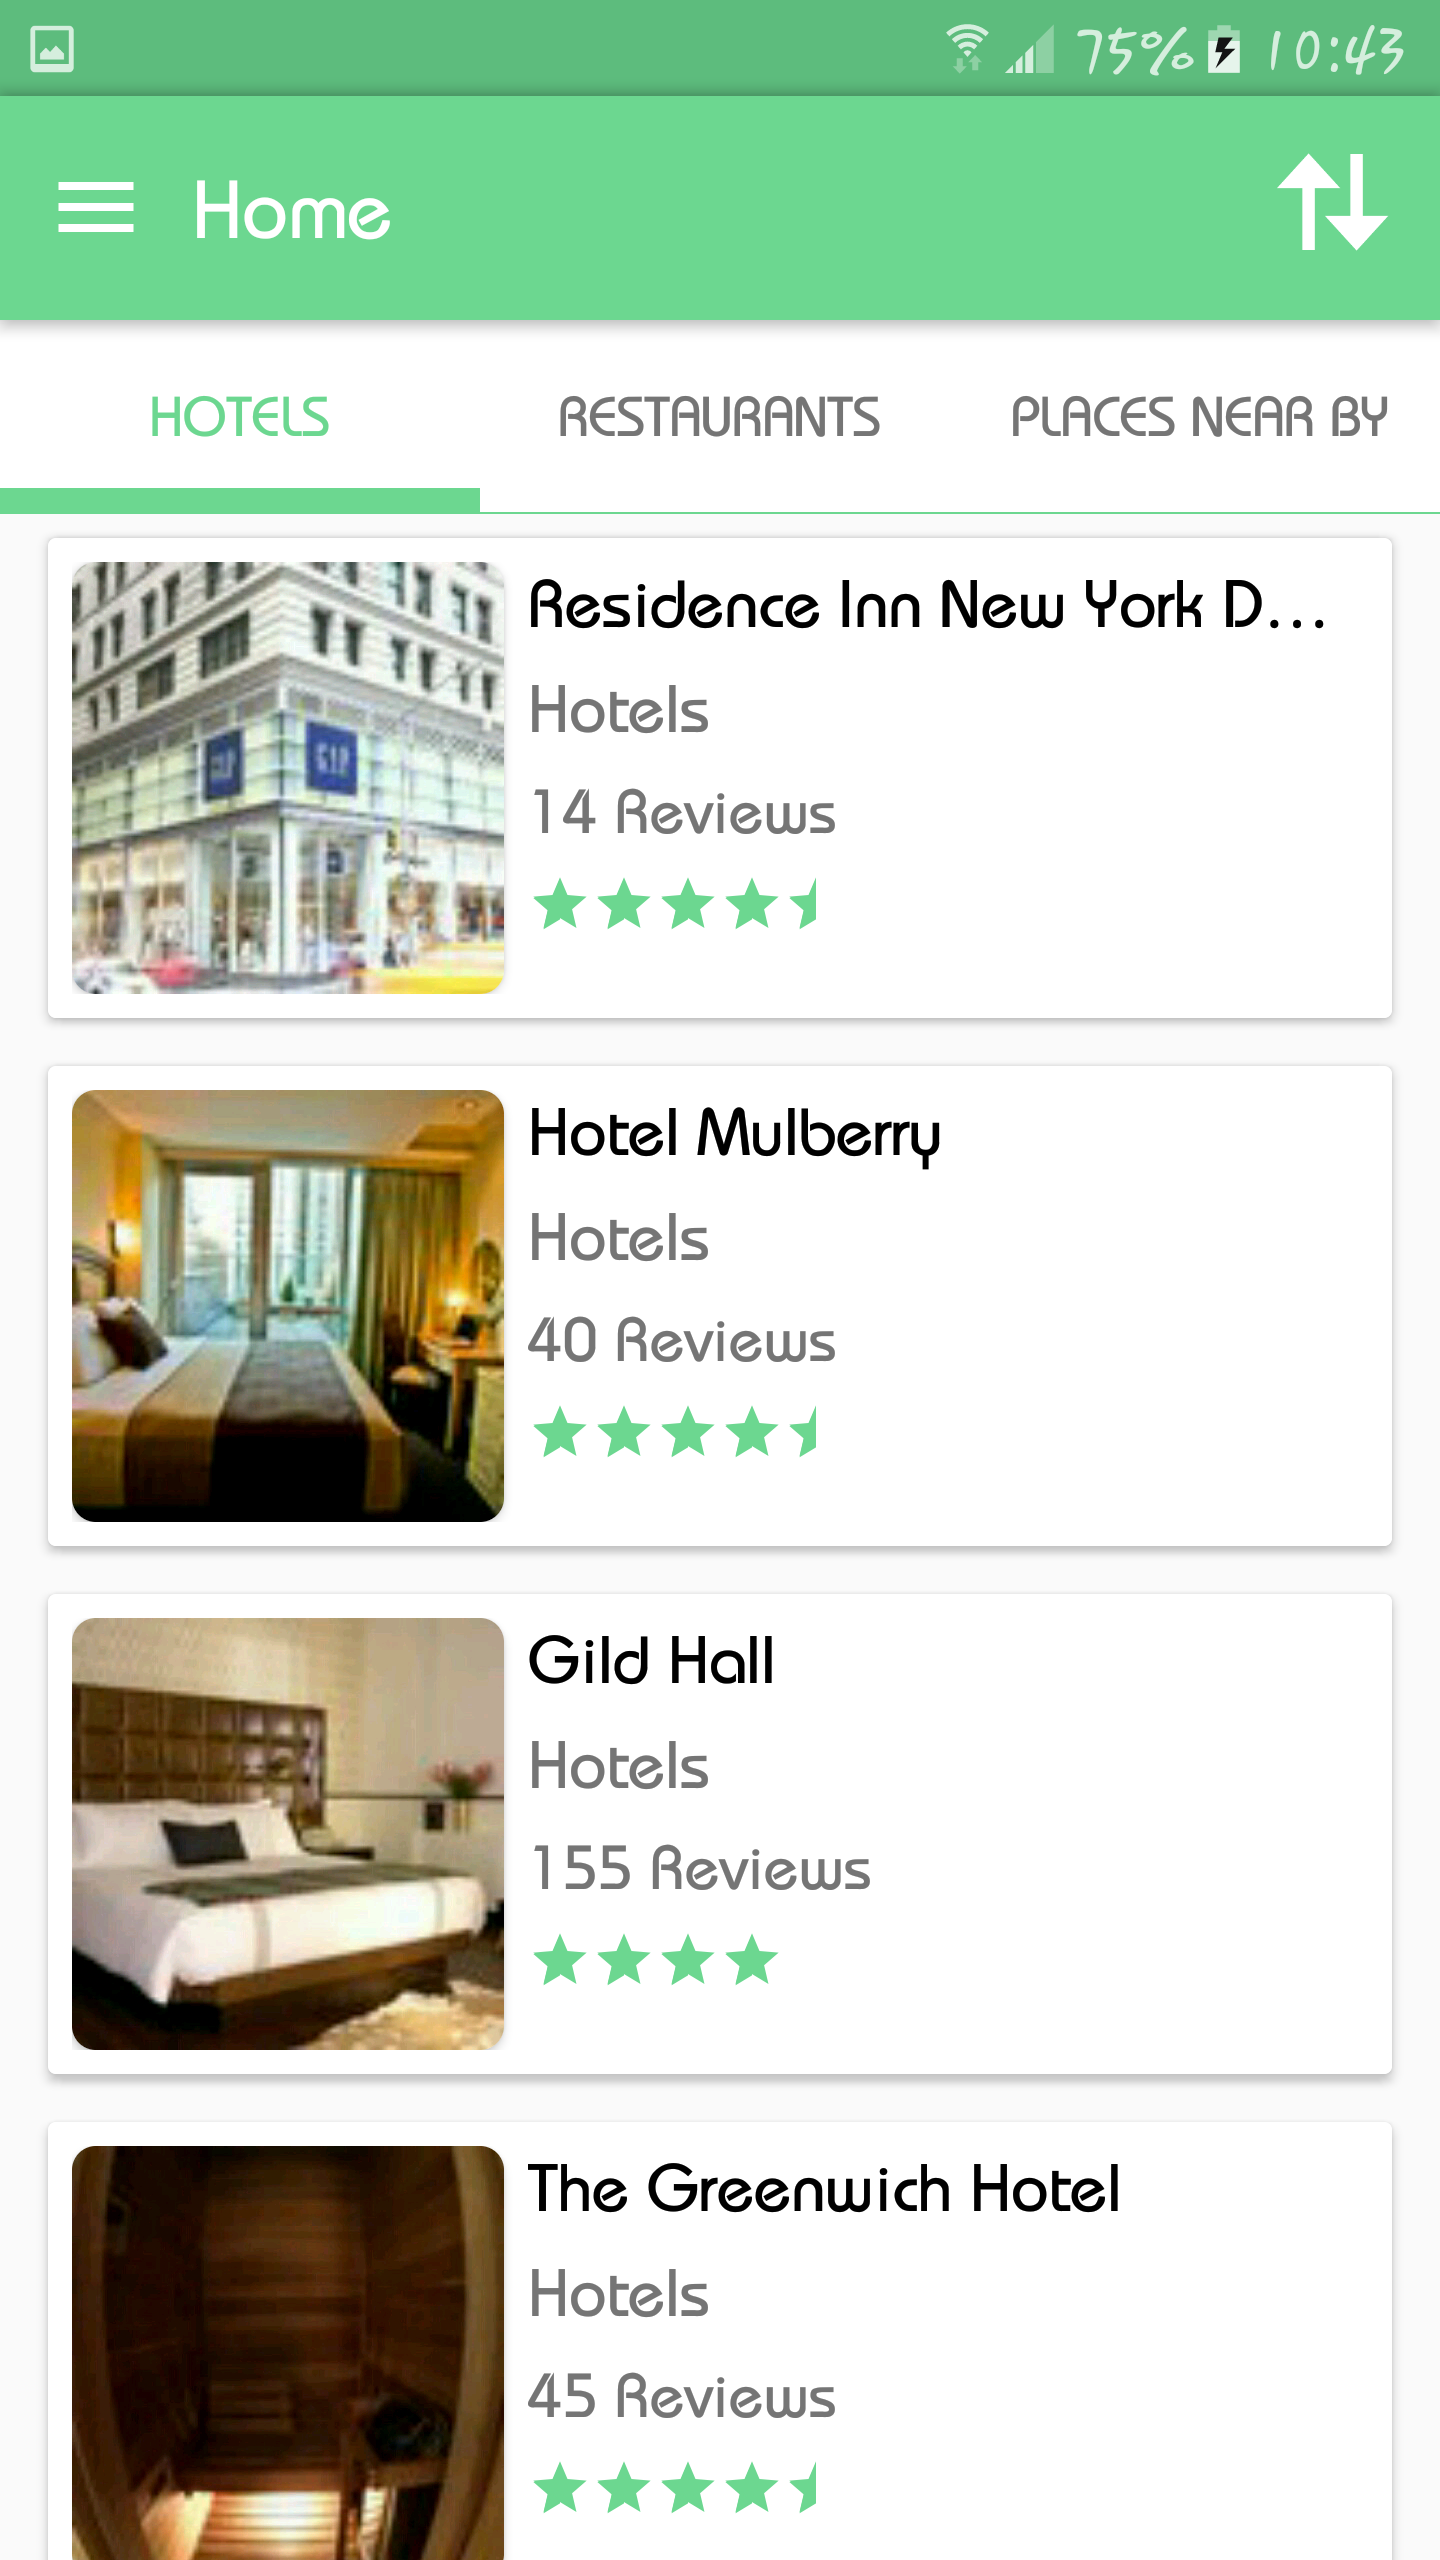 75% 10:43
Home
HOTELS RESTAURANTS PLACES NEAR BY
Residence Inn New York D...
Hotels
14 Reviews
GAP
Hotel Mulberry
Hotels
40 Reviews
Gild Hall
Hotels
155 Reviews
The Greenwich Hotel
Hotels
45 Reviews